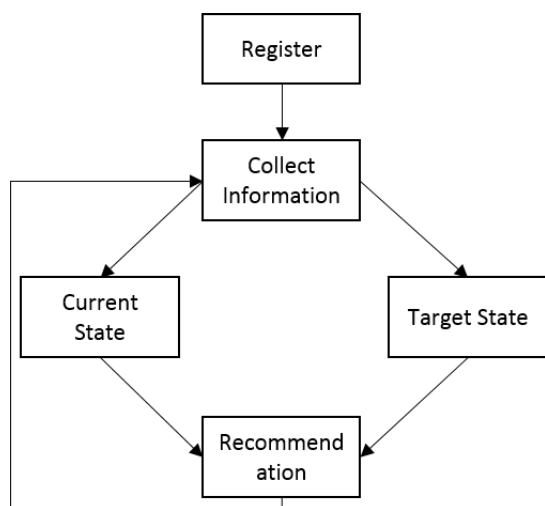 Register
Collect
Information
Current
State
Target State
Recommend
ation